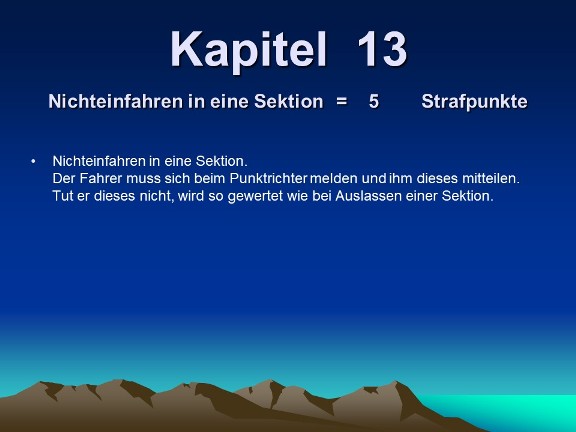 Kapitel 13
Nichteinfahren in eine Sektion = 5 Strafpunkte
• Nichteinfahren in eine Sektion.
Der Fahrer muss sich beim Punktrichter melden und ihm dieses mitteilen.
Tut er dieses nicht, wird so gewertet wie bei Auslassen einer Sektion.